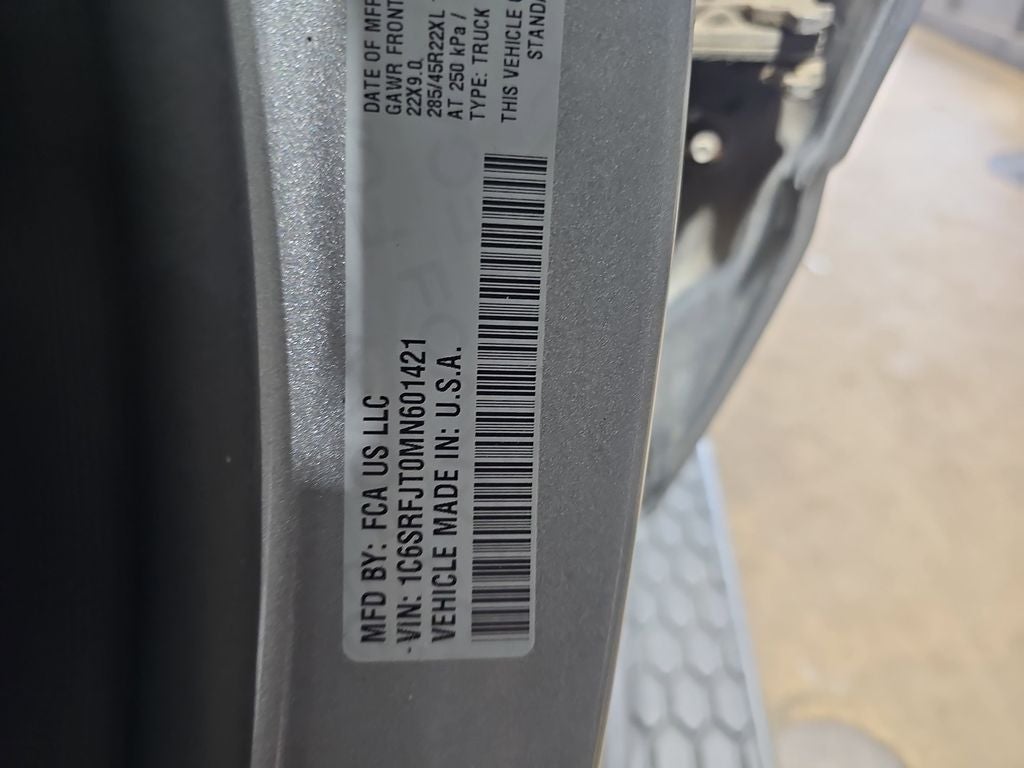 MFD BY: FCA US LLC
-VIN: 1C6SRFJT0MN601421
VEHICLE MADE IN: U.S.A.
DATE OF MFR
GAWR FRONT
22X9.0,
285/45R22XL
AT 250 kPa /
TYPE: TRUCK
THIS VEHICLE
STANDA